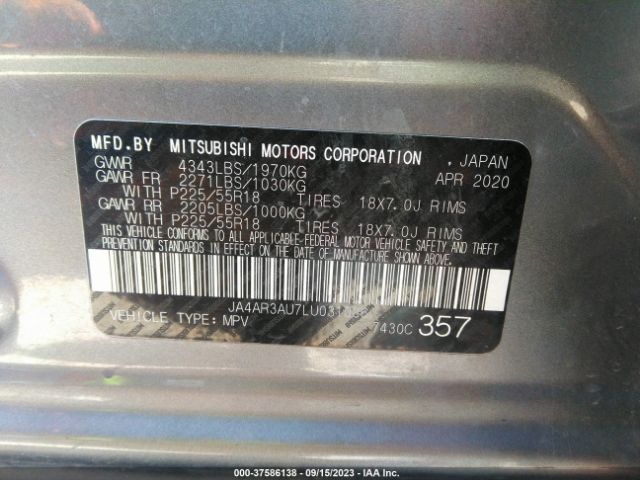 MFD.BY MITSUBISHI MOTORS CORPORATION , JAPAN
GVWR 4343LBS/1970KG APR 2020
GAWR FR 2271LBS/1030KG
WITH P225/55R18 TIRES 18X7.0J RIMS
GAWR RR 2205LBS/1000KG
WITH P225/55R18 TIRES 18X7.0J RIMS
THIS VEHICLE CONFORMS TO ALL APPLICABLE-FEDERAL MOTOR VEHICLE SAFETY AND THEFT
PREVENTION STANDARDS IN EFFECT ON THE DATE OF MANUFACTURE SHOWN ABOVE.
VEHICLE TYPE: MPV
7430C 357
000-37586138 - 09/15/2023 - IAA Inc.